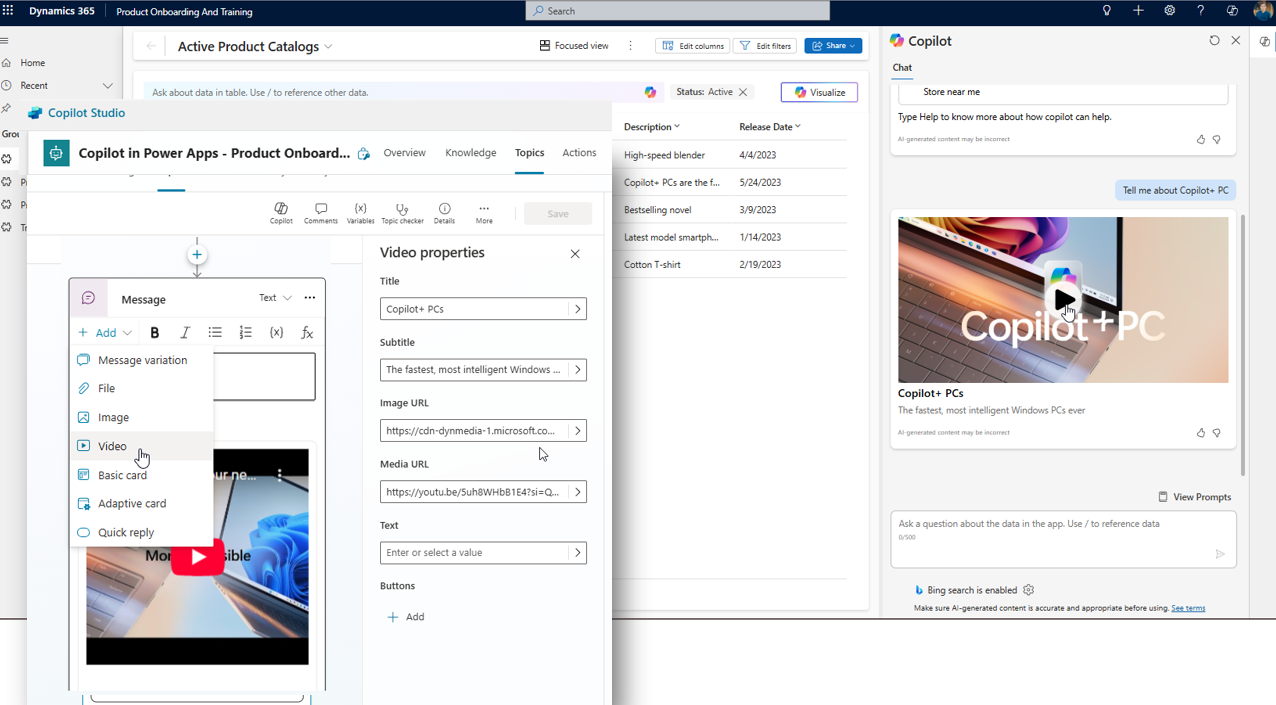 Dynamics 365
Product Onboarding And Training
Search
Home
Recent
Active Product Catalogs
Focused view
Edit columns
Edit filters
Share
Ask about data in table. Use / to reference other data.
Status: Active
Visualize
Description
Release Date
High-speed blender
4/4/2023
Copilot+ PCs are the f...
5/24/2023
Bestselling novel
3/9/2023
Latest model smartph...
1/14/2023
Cotton T-shirt
2/19/2023
Copilot Studio
Copilot in Power Apps - Product Onboard...
Overview
Knowledge
Topics
Actions
Copilot
Comments
{x}
Variables
Topic checker
Details
More
Save
Message
Text
Add
B
I
{x}
fx
Message variation
File
Image
Video
Basic card
Adaptive card
Quick reply
Video properties
Title
Copilot+ PCs
Subtitle
The fastest, most intelligent Windows ...
Image URL
https://cdn-dynmedia-1.microsoft.co...
Media URL
https://youtu.be/5uh8WHbB1E4?si=Q...
Text
Enter or select a value
Buttons
Add
Copilot
Chat
Store near me
Type Help to know more about how copilot can help.
AI-generated content may be incorrect
Tell me about Copilot+ PC
Copilot+PC
Copilot+ PCs
The fastest, most intelligent Windows PCs ever
AI-generated content may be incorrect
View Prompts
Ask a question about the data in the app. Use / to reference data
0/500
Bing search is enabled
Make sure AI-generated content is accurate and appropriate before using. See terms